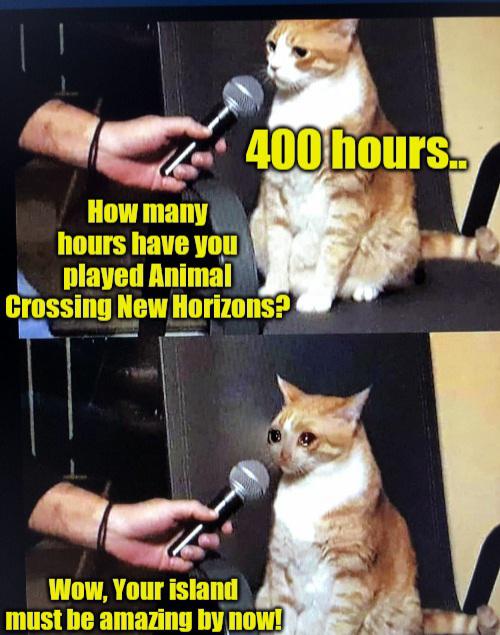 400 hours..
How many
hours have you
played Animal
Crossing New Horizons?
Wow, Your island
must be amazing by now!